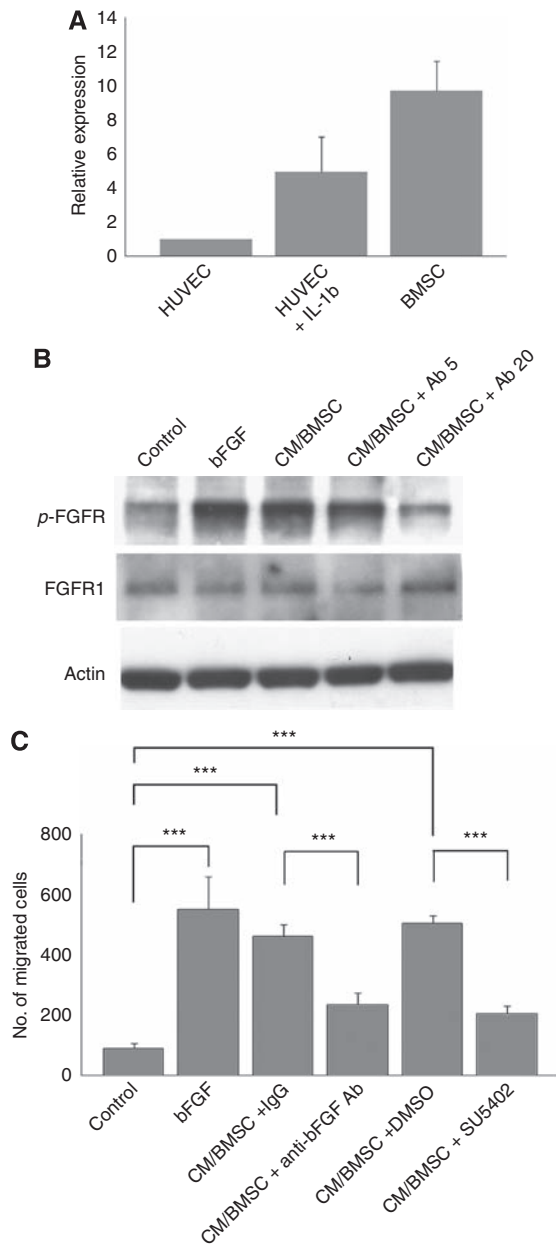 A
14
12
10
8
6
4
2
0
Relative expression
HUVEC
HUVEC
+ IL-1b
BMSC
B
Control
bFGF
CM/BMSC
CM/BMSC + Ab 5
CM/BMSC + Ab 20
p-FGFR
FGFR1
Actin
C
***
***
***
***
***
800
600
400
200
0
No. of migrated cells
Control
bFGF
CM/BMSC +IgG
CM/BMSC + anti-bFGF Ab
CM/BMSC +DMSO
CM/BMSC + SU5402